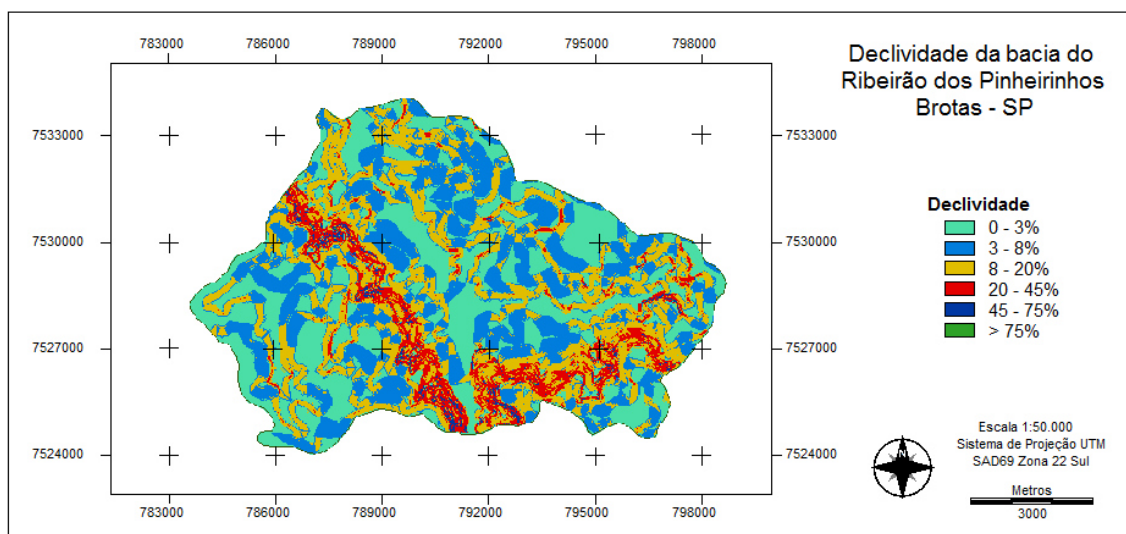 783000 786000 789000 792000 795000 798000
Declividade da bacia do
Ribeirão dos Pinheirinhos
Brotas - SP
7533000 7533000
Declividade
0 - 3%
7530000 7530000
3 - 8%
8 - 20%
20 - 45%
45 - 75%
> 75%
7527000 7527000
Escala 1:50.000
Sistema de Projeção UTM
SAD69 Zona 22 Sul
7524000 7524000
N
Metros
3000
783000 786000 789000 792000 795000 798000